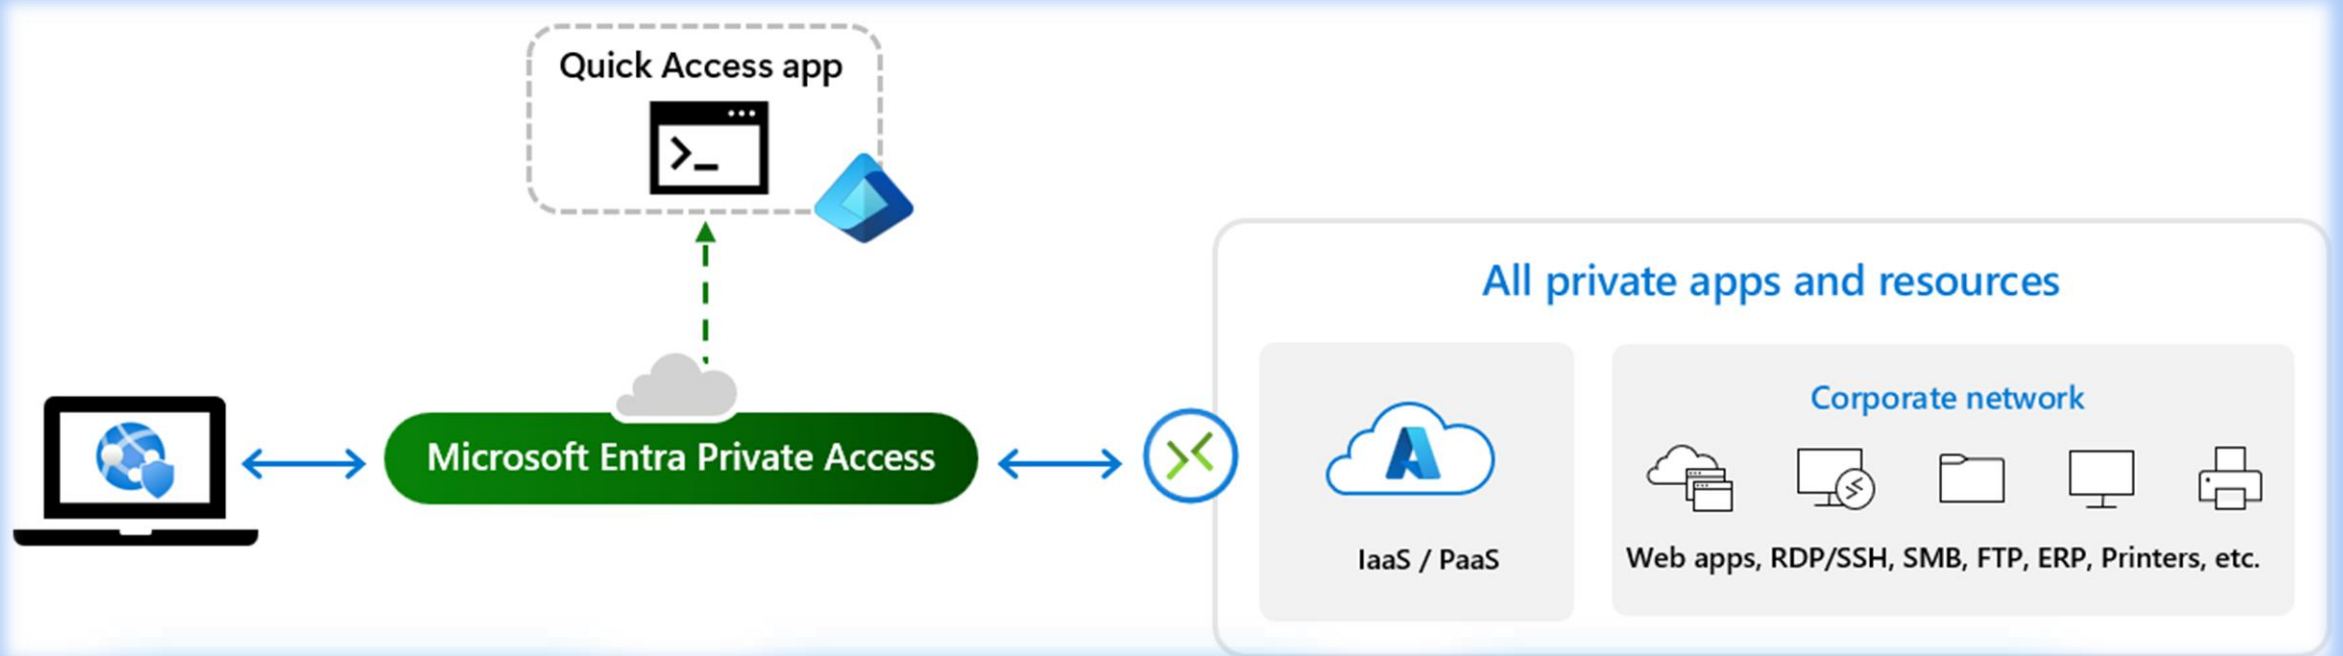 Quick Access app
Microsoft Entra Private Access
All private apps and resources
IaaS / PaaS
Corporate network
Web apps, RDP/SSH, SMB, FTP, ERP, Printers, etc.